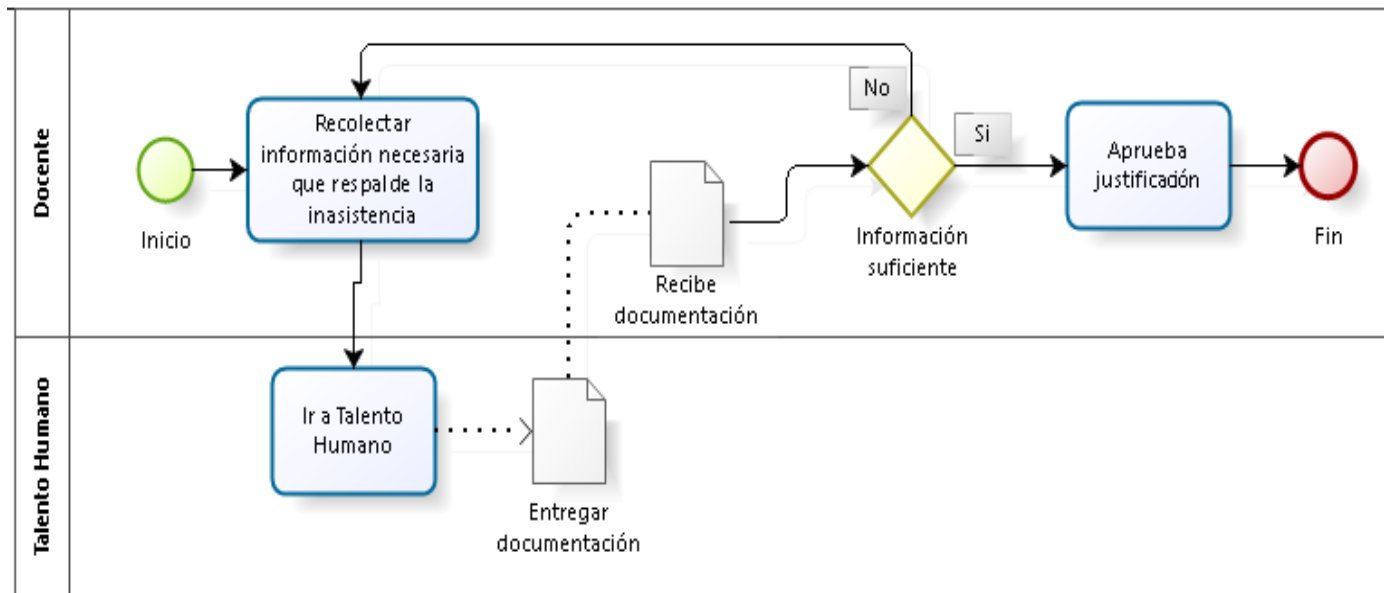 Docente
Inicio
Recolectar
información necesaria
que respalde la
inasistencia
No
Si
Recibe
documentación
Información
suficiente
Aprueba
justificación
Fin
Talento Humano
Ir a Talento
Humano
Entregar
documentación